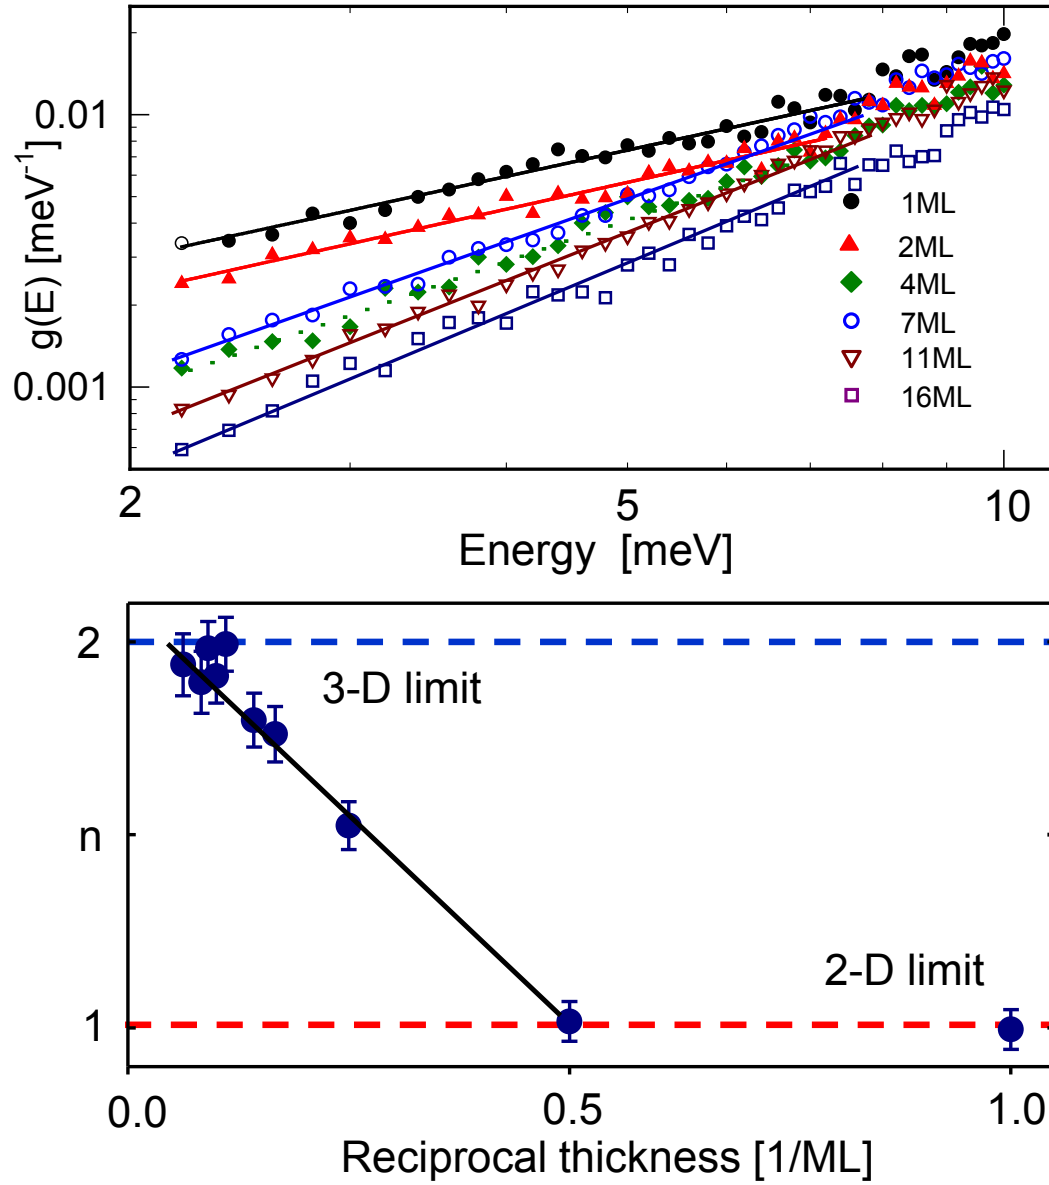 g(E) [meV⁻¹]
0.01
0.001
1ML
2ML
4ML
7ML
11ML
16ML
2
5
10
Energy [meV]
2
3-D limit
n
2-D limit
1
0.0
0.5
1.0
Reciprocal thickness [1/ML]